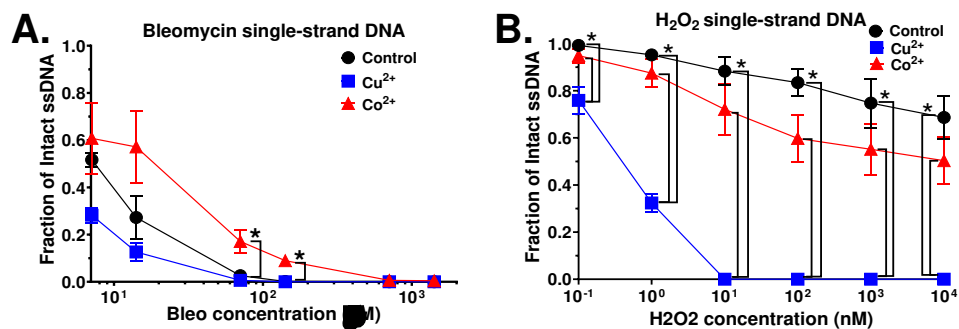 A.
Bleomycin single-strand DNA
Control
Cu²⁺
Co²⁺
Fraction of Intact ssDNA
1.0
0.8
0.6
0.4
0.2
0.0
*
*
10¹
10²
10³
Bleo concentration
B.
H₂O₂ single-strand DNA
Control
Cu²⁺
Co²⁺
Fraction of Intact ssDNA
1.0
0.8
0.6
0.4
0.2
0.0
*
*
*
*
*
*
10⁻¹
10⁰
10¹
10²
10³
10⁴
H2O2 concentration (nM)